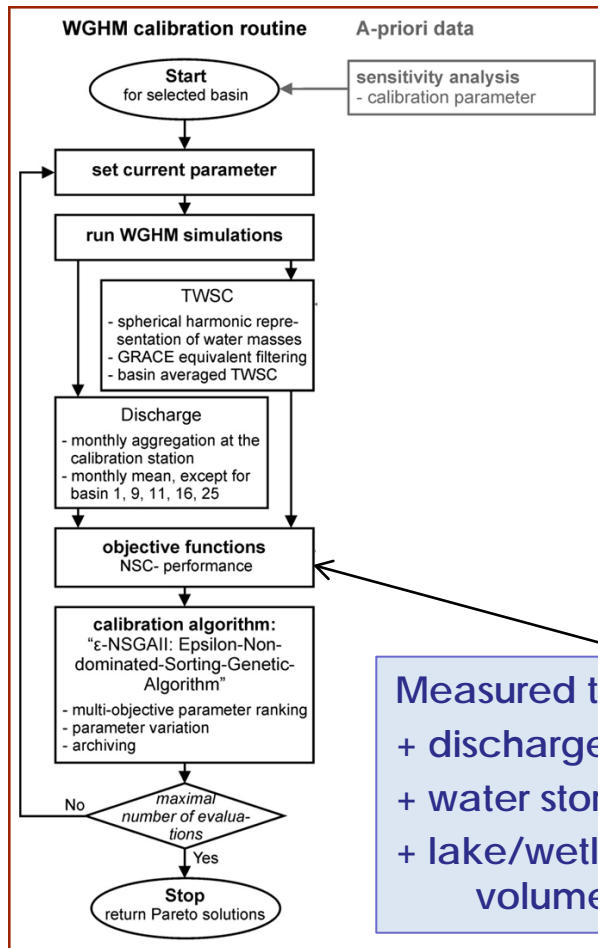 WGHM calibration routine
A-priori data
Start
for selected basin
sensitivity analysis
- calibration parameter
set current parameter
run WGHM simulations
TWSC
- spherical harmonic repre-
sentation of water masses
- GRACE equivalent filtering
- basin averaged TWSC
Discharge
- monthly aggregation at the
calibration station
- monthly mean, except for
basin 1, 9, 11, 16, 25
objective functions
NSC- performance
calibration algorithm:
“ε-NSGAII: Epsilon-Non-
dominated-Sorting-Genetic-
Algorithm”
- multi-objective parameter ranking
- parameter variation
- archiving
No
maximal
number of evalua-
tions
Yes
Stop
return Pareto solutions
Measured
+ discharge
+ water
+
volume